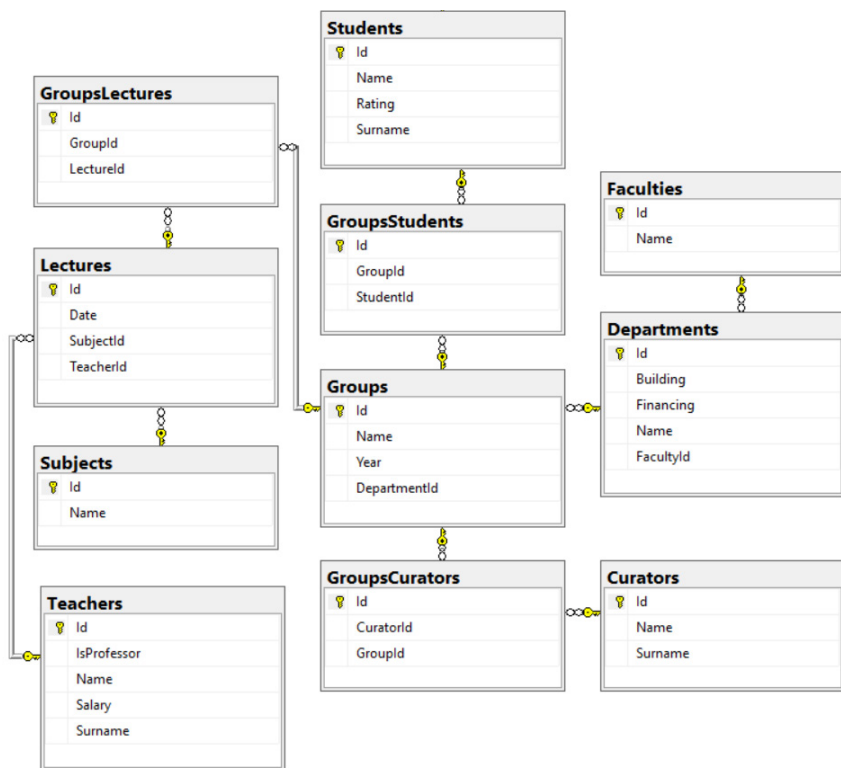 Students
Id
Name
Rating
Surname
GroupsLectures
Id
GroupId
LectureId
Faculties
Id
Name
GroupsStudents
Id
GroupId
StudentId
Lectures
Id
Date
SubjectId
TeacherId
Departments
Id
Building
Financing
Name
FacultyId
Groups
Id
Name
Year
DepartmentId
Subjects
Id
Name
GroupsCurators
Id
CuratorId
GroupId
Curators
Id
Name
Surname
Teachers
Id
IsProfessor
Name
Salary
Surname